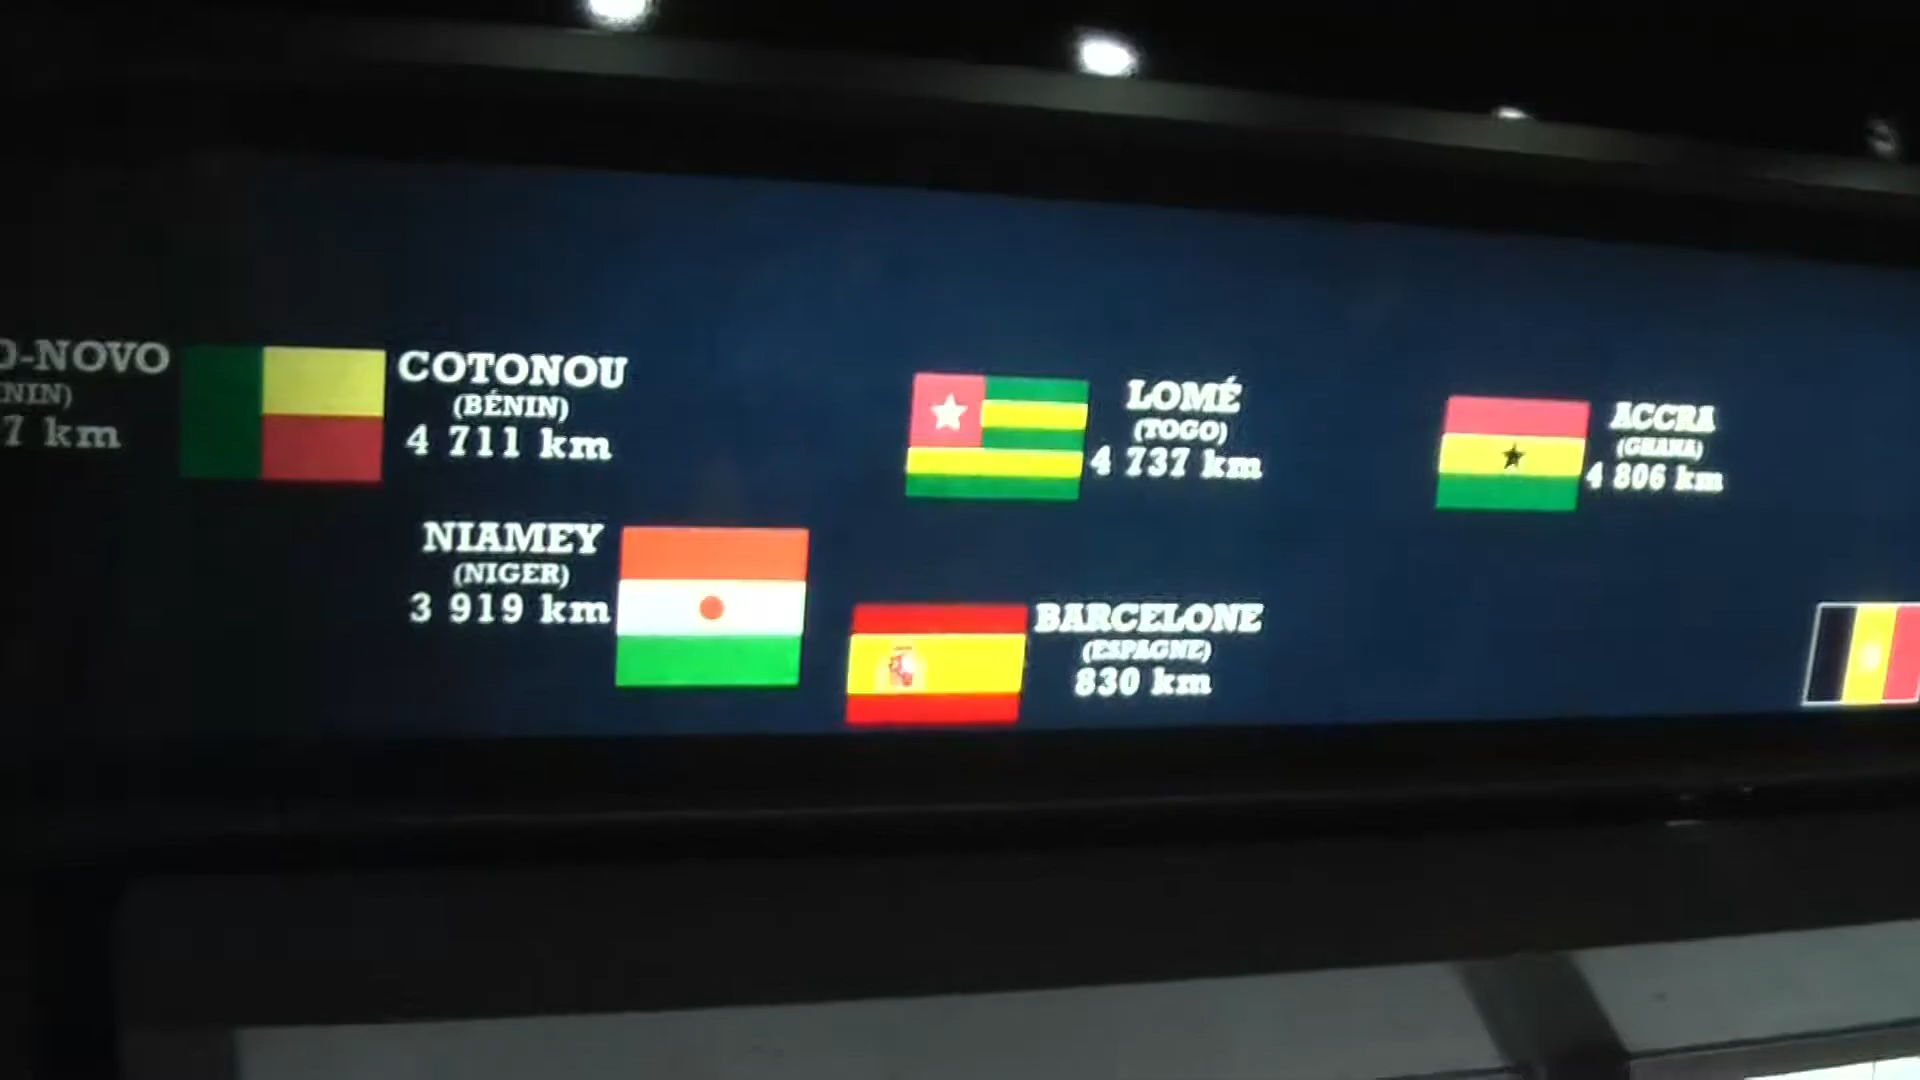 O-NOVO
NIN)
7 km
COTONOU
(BÉNIN)
4 711 km
LOMÉ
(TOGO)
4 737 km
ACCRA
(GHANA)
4 806 km
NIAMEY
(NIGER)
3 919 km
BARCELONE
(ESPAGNE)
830 km